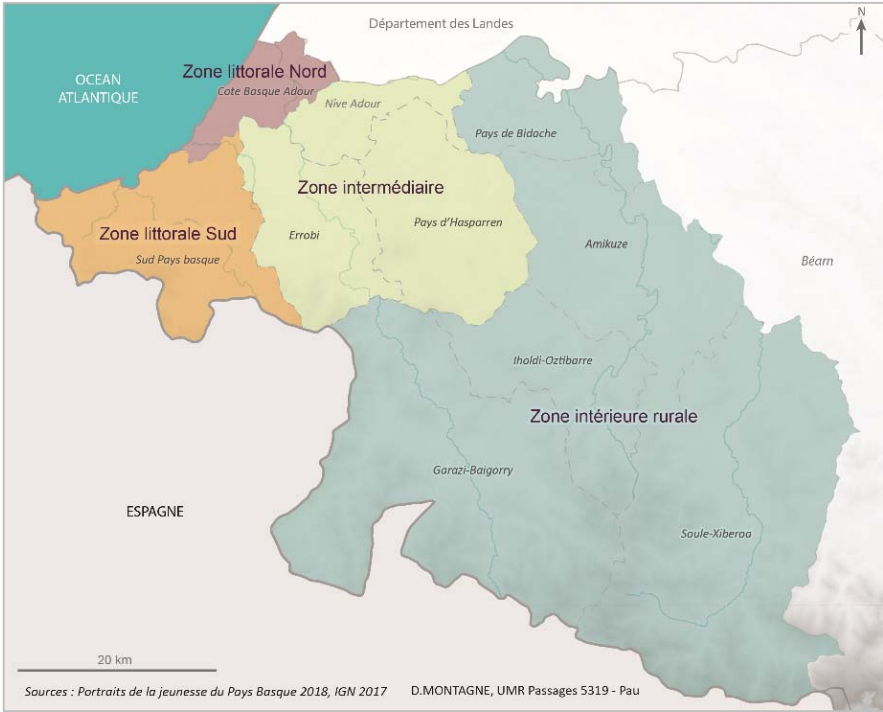 Département des Landes
N
OCEAN
ATLANTIQUE
Zone littorale Nord
Cote Basque Adour
Nive Adour
Pays de Bidache
Zone intermédiaire
Pays d'Hasparren
Zone littorale Sud
Sud Pays basque
Errobi
Amikuze
Béarn
Iholdi-Oztibarre
Zone intérieure rurale
Garazi-Baigorry
ESPAGNE
Soule-Xiberoa
20 km
Sources : Portraits de la jeunesse du Pays Basque 2018, IGN 2017 D.MONTAGNE, UMR Passages 5319 - Pau